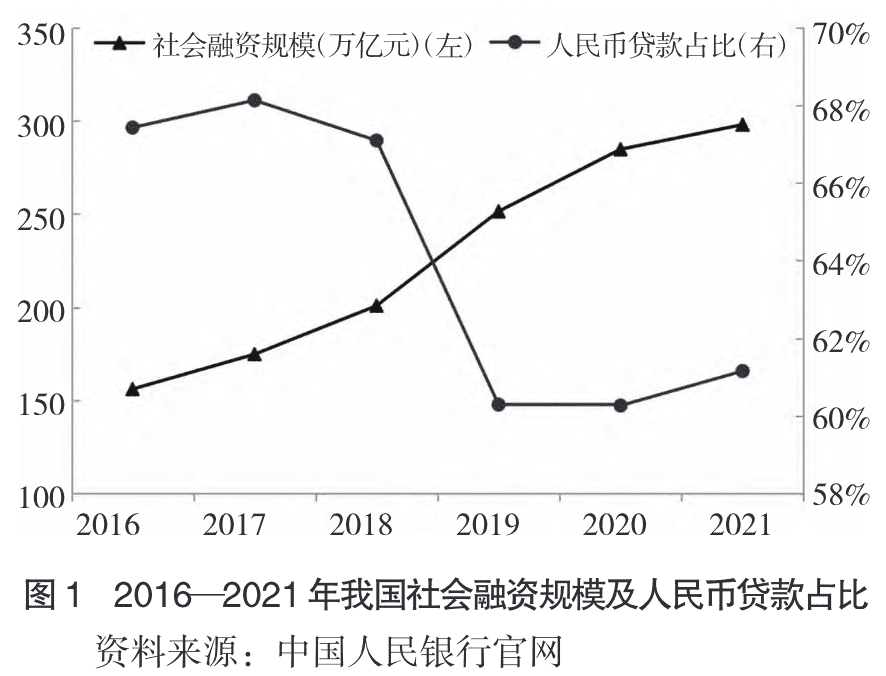 社会融资规模(万亿元)(左) 人民币贷款占比(右)
350 70%
300 68%
250 66%
200 64%
150 62%
100 60%
58%
2016 2017 2018 2019 2020 2021
图1 2016—2021年我国社会融资规模及人民币贷款占比
资料来源：中国人民银行官网